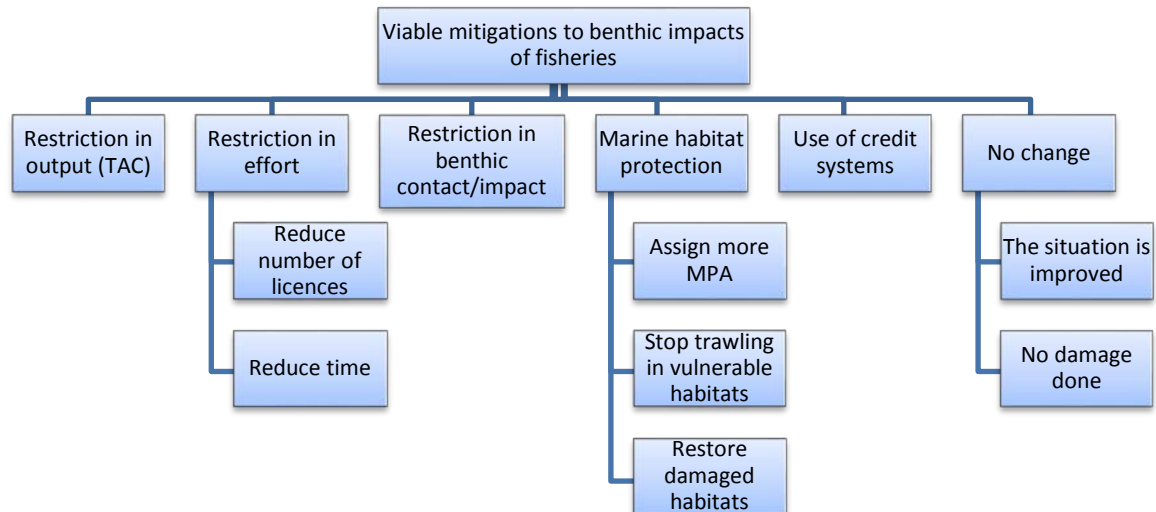 Viable mitigations to benthic impacts
of fisheries
Restriction in
output (TAC)
Restriction in
effort
Restriction in
benthic
contact/impact
Marine habitat
protection
Use of credit
systems
No change
Reduce
number of
licences
Reduce time
Assign more
MPA
Stop trawling
in vulnerable
habitats
Restore
damaged
habitats
The situation is
improved
No damage
done